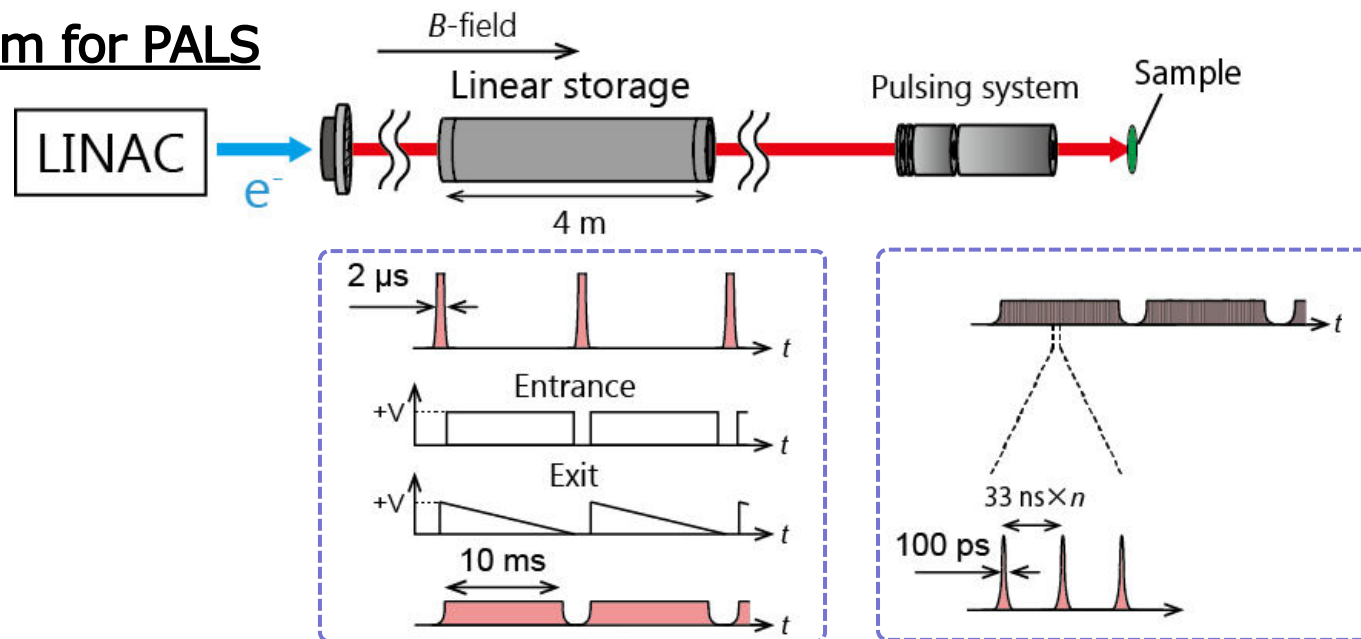 m for PALS
B-field
Linear storage
Pulsing system
Sample
LINAC
e⁻
4 m
2 µs
t
Entrance
+V
t
Exit
+V
t
10 ms
t
t
33 ns×n
100 ps